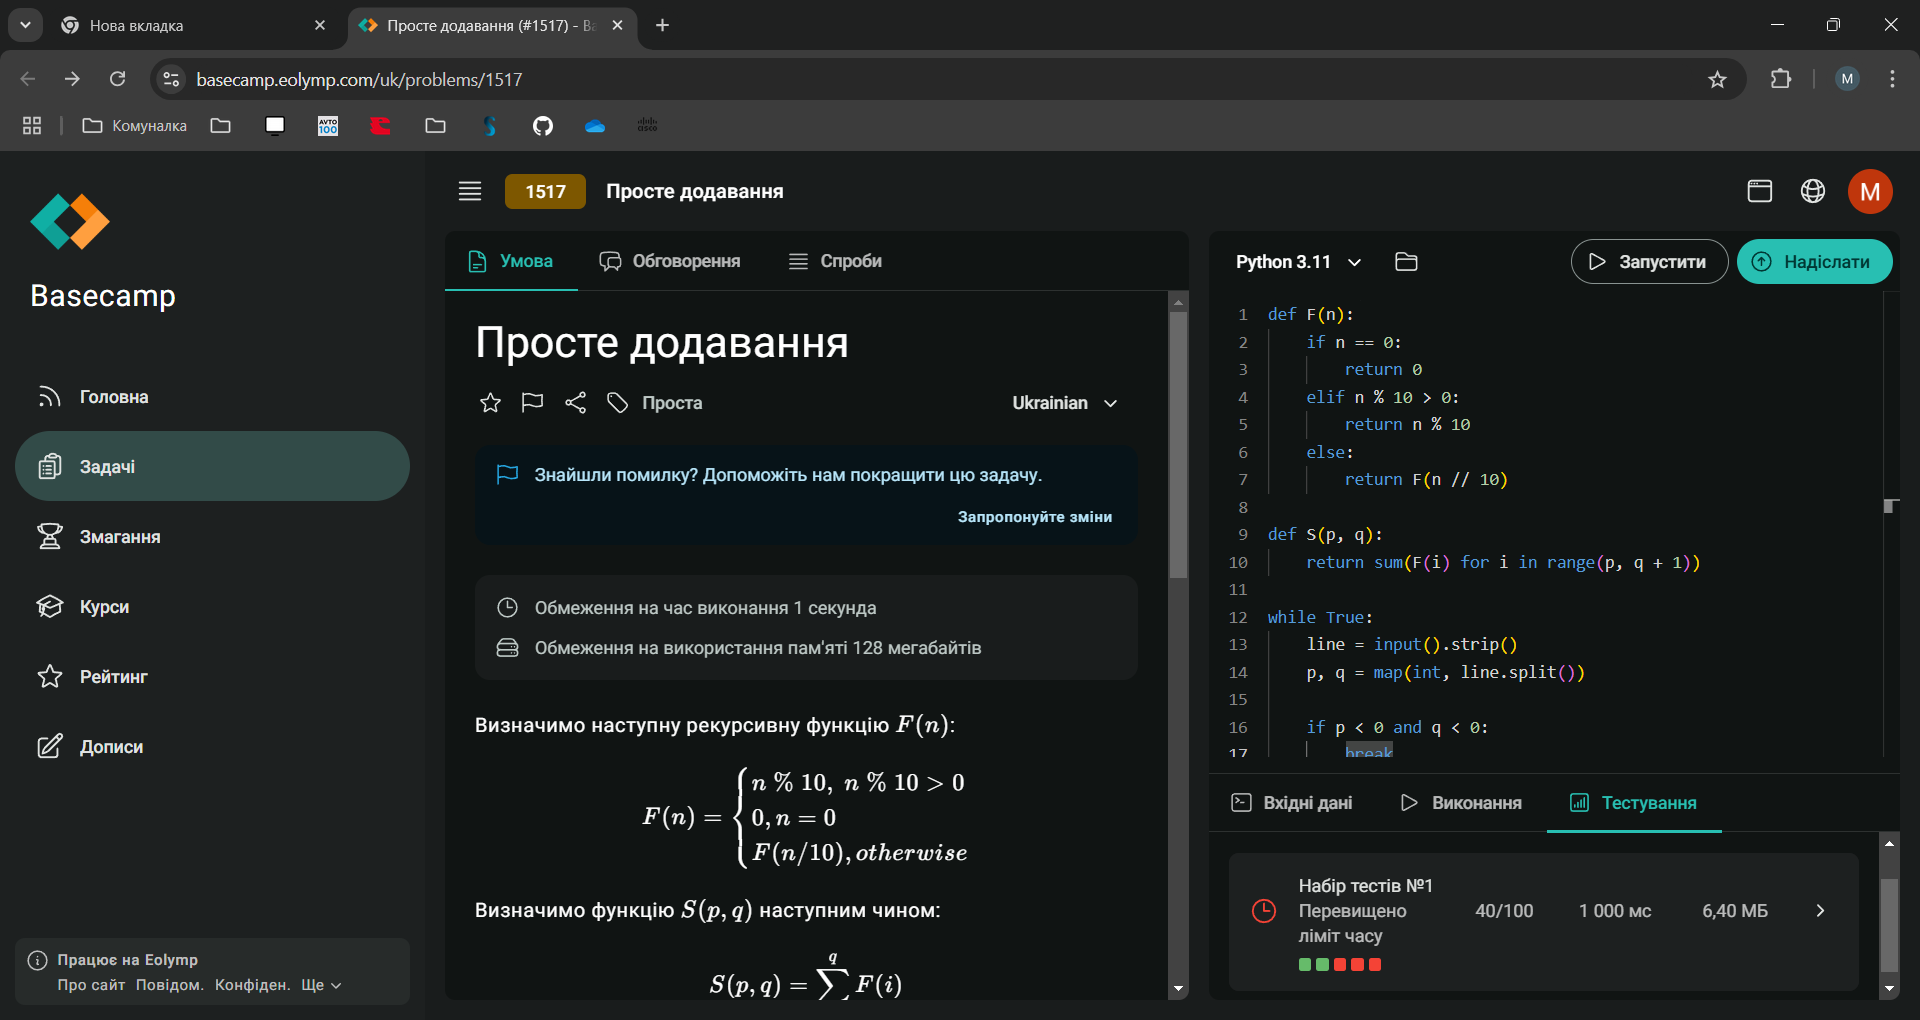 Нова вкладка
Просте додавання (#1517) - Ba
basecamp.eolymp.com/uk/problems/1517
M
Комуналка
AVTO 100
cisco
Basecamp
Головна
Задачі
Змагання
Курси
Рейтинг
Дописи
Працює на Eolymp
Про сайт Повідом. Конфіден. Ще
1517 Просте додавання
M
Умова Обговорення Спроби
Просте додавання
Проста Ukrainian
Знайшли помилку? Допоможіть нам покращити цю задачу.
Запропонуйте зміни
Обмеження на час виконання 1 секунда
Обмеження на використання пам'яті 128 мегабайтів
Визначимо наступну рекурсивну функцію F(n):
F(n) = { n % 10, n % 10 > 0
0, n = 0
F(n/10), otherwise
Визначимо функцію S(p, q) наступним чином:
S(p, q) = ∑ q F(i)
Python 3.11 Запустити Надіслати
1 def F(n):
2 if n == 0:
3 return 0
4 elif n % 10 > 0:
5 return n % 10
6 else:
7 return F(n // 10)
8
9 def S(p, q):
10 return sum(F(i) for i in range(p, q + 1))
11
12 while True:
13 line = input().strip()
14 p, q = map(int, line.split())
15
16 if p < 0 and q < 0:
17 break
Вхідні дані Виконання Тестування
Набір тестів №1
Перевищено
ліміт часу
40/100 1 000 мс 6,40 МБ